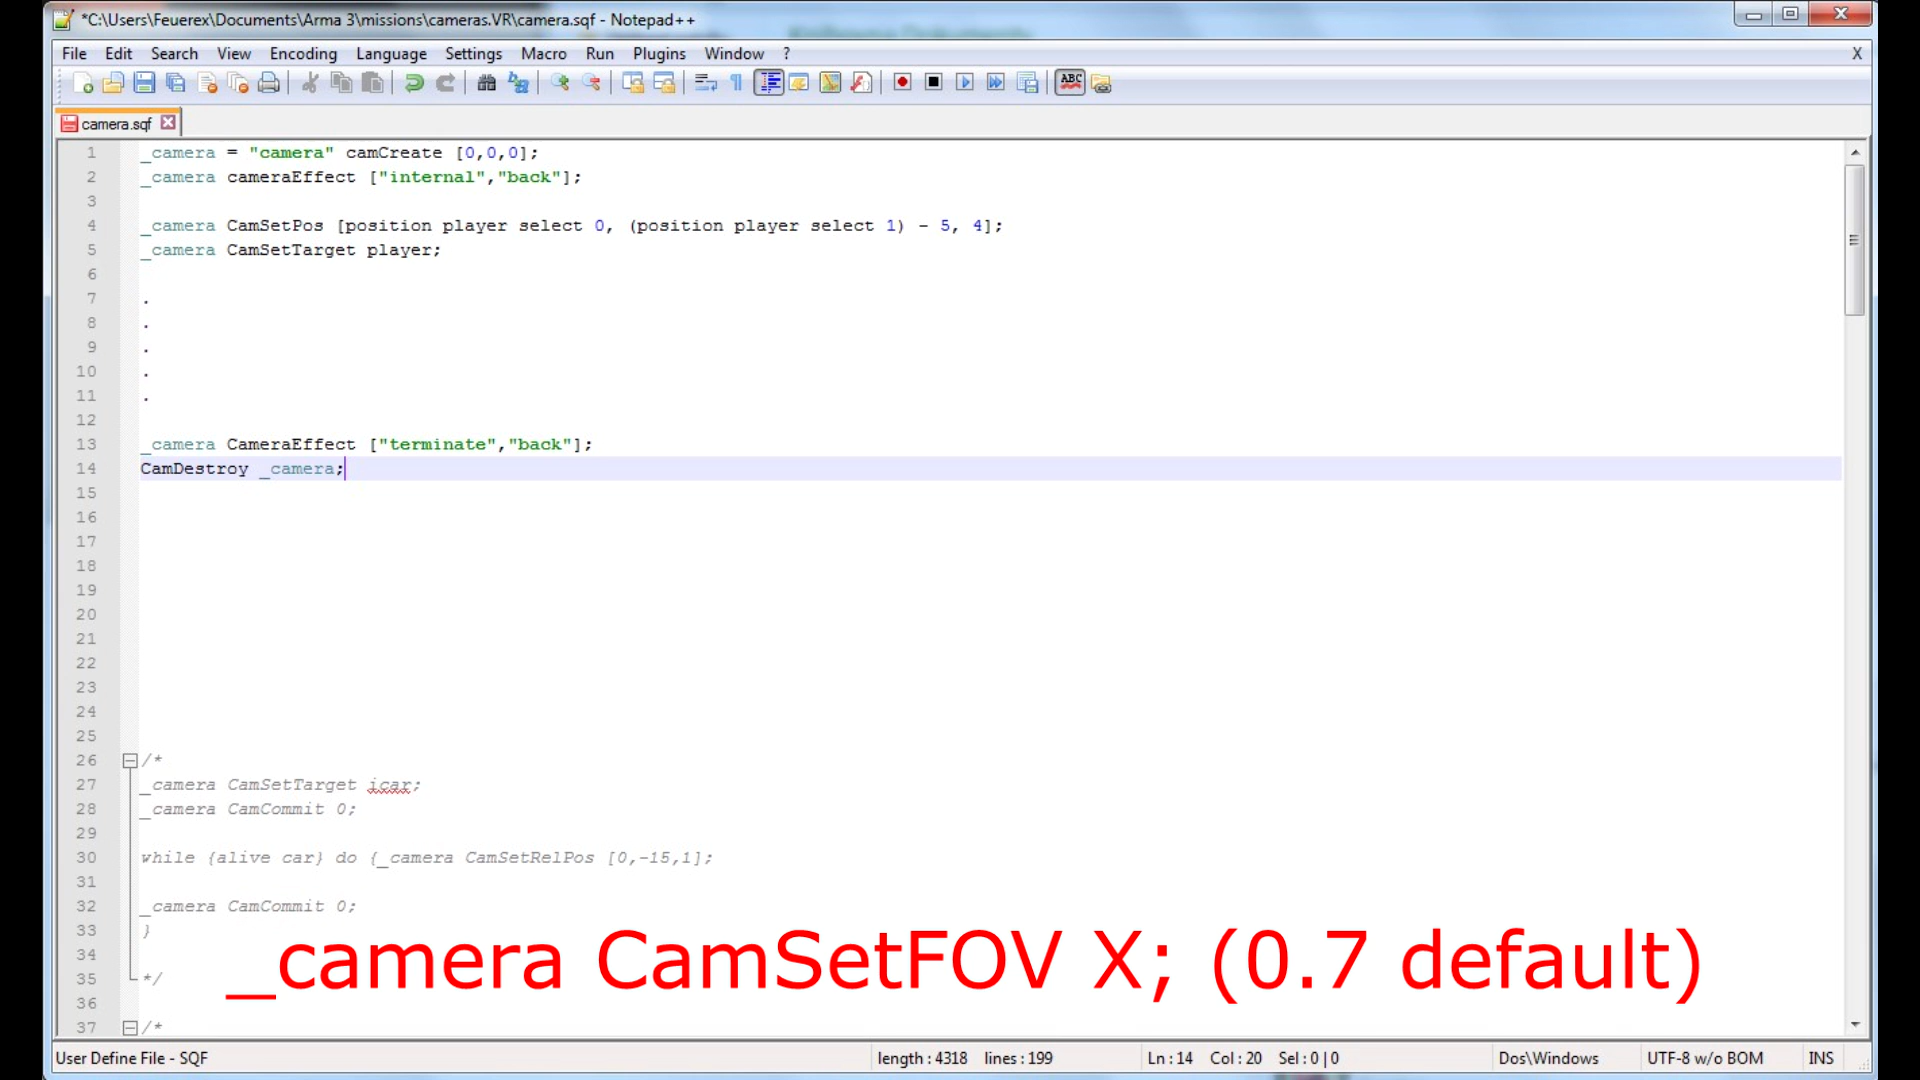 *C:\Users\Feuerex\Documents\Arma 3\missions\cameras.VR\camera.sqf - Notepad++
File Edit Search View Encoding Language Settings Macro Run Plugins Window ? X
ABC
camera.sqf
1 _camera = "camera" camCreate [0,0,0];
2 _camera cameraEffect ["internal","back"];
3
4 _camera CamSetPos [position player select 0, (position player select 1) - 5, 4];
5 _camera CamSetTarget player;
6
7 .
8 .
9 .
10 .
11 .
12
13 _camera CameraEffect ["terminate","back"];
14 CamDestroy _camera;
15
16
17
18
19
20
21
22
23
24
25
26 /*
27 _camera CamSetTarget icar;
28 _camera CamCommit 0;
29
30 while {alive car} do {_camera CamSetRelPos [0,-15,1];
31
32 _camera CamCommit 0;
33 }
34
35 */
36
37 /*
_camera CamSetFOV X; (0.7 default)
User Define File - SQF length : 4318 lines : 199 Ln : 14 Col : 20 Sel : 0 | 0 Dos\Windows UTF-8 w/o BOM INS